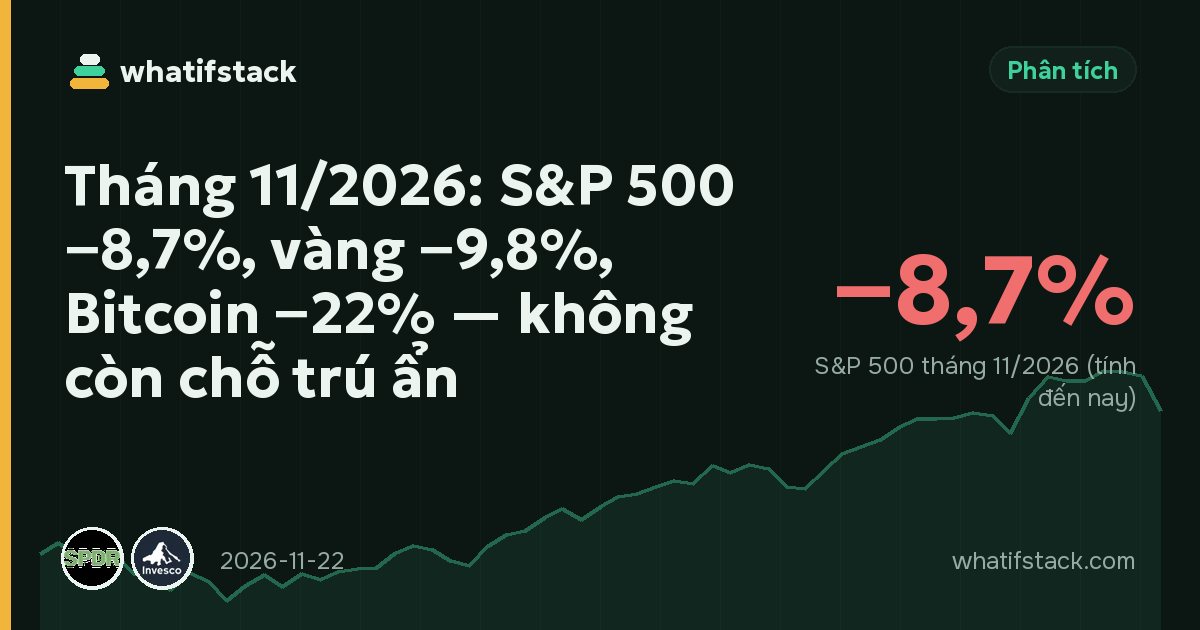 whatifstack
Phân tích
Tháng 11/2026: S&P 500
−8,7%, vàng −9,8%,
Bitcoin −22% — không
còn chỗ trú ẩn
−8,7%
S&P 500 tháng 11/2026 (tính
đến nay)
SPDR
Invesco
2026-11-22
whatifstack.com